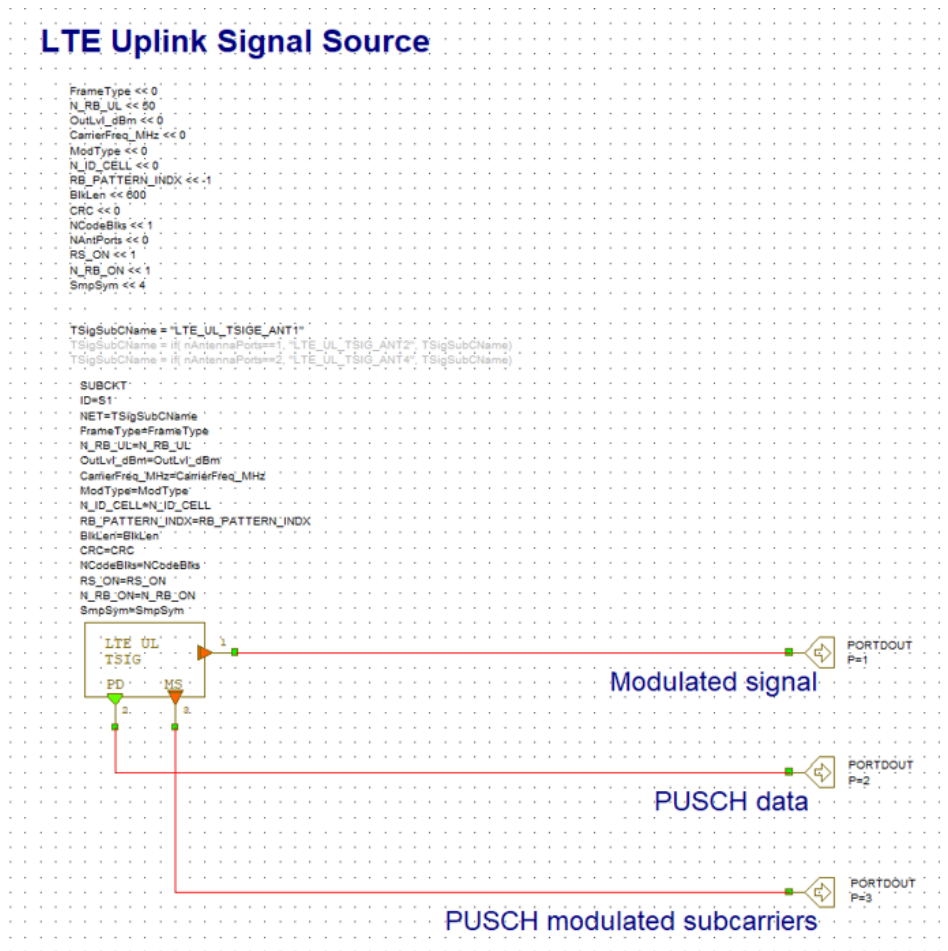 LTE Uplink Signal Source
FrameType << 0
N_RB_UL << 50
OutLvl_dBm << 0
CarrierFreq_MHz << 0
ModType << 0
N_ID_CELL << 0
RB_PATTERN_INDX << -1
BlkLen << 600
CRC << 0
NCodeBlks << 1
NAntPorts << 0
RS_ON << 1
N_RB_ON << 1
SmpSym << 4
TSigSubCName = "LTE_UL_TSIGE_ANT1"
TSigSubCName = if( nAntennaPorts==1, "LTE_UL_TSIG_ANT2", TSigSubCName)
TSigSubCName = if( nAntennaPorts==2, "LTE_UL_TSIG_ANT4", TSigSubCName)
SUBCKT
ID=S1
NET=TSigSubCName
FrameType=FrameType
N_RB_UL=N_RB_UL
OutLvl_dBm=OutLvl_dBm
CarrierFreq_MHz=CarrierFreq_MHz
ModType=ModType
N_ID_CELL=N_ID_CELL
RB_PATTERN_INDX=RB_PATTERN_INDX
BlkLen=BlkLen
CRC=CRC
NCodeBlks=NCodeBlks
RS_ON=RS_ON
N_RB_ON=N_RB_ON
SmpSym=SmpSym
LTE UL
TSIG
PD MS
1
2
3
PORTDOUT
P=1
Modulated signal
PORTDOUT
P=2
PUSCH data
PORTDOUT
P=3
PUSCH modulated subcarriers